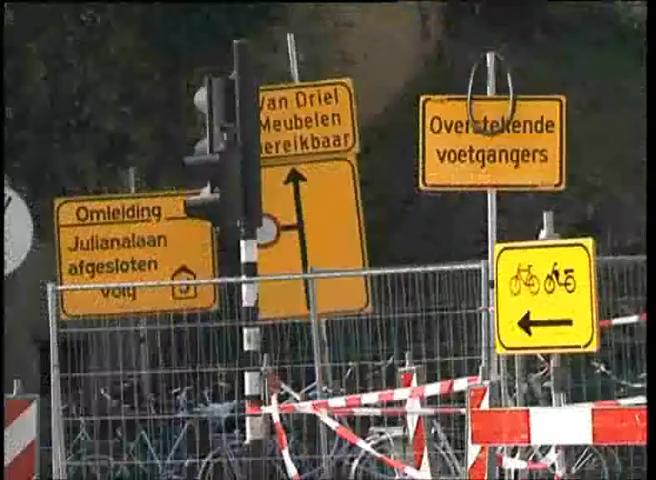 Van Driel
Meubelen
bereikbaar
Overstekende
voetgangers
Omleiding
Julianalaan
afgesloten
volg